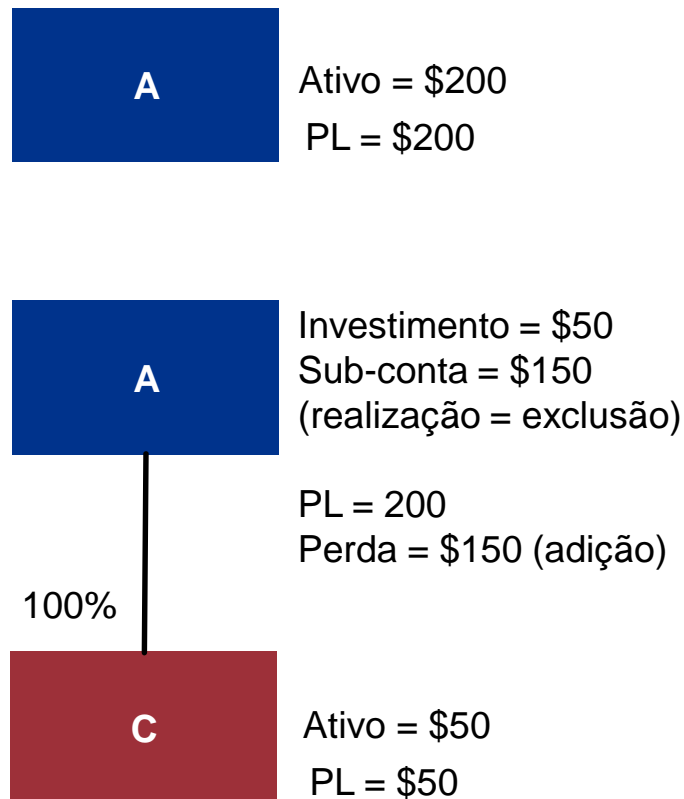 A
Ativo = $200
PL = $200
A
Investimento = $50
Sub-conta = $150
(realização = exclusão)
PL = 200
Perda = $150 (adição)
100%
C
Ativo = $50
PL = $50